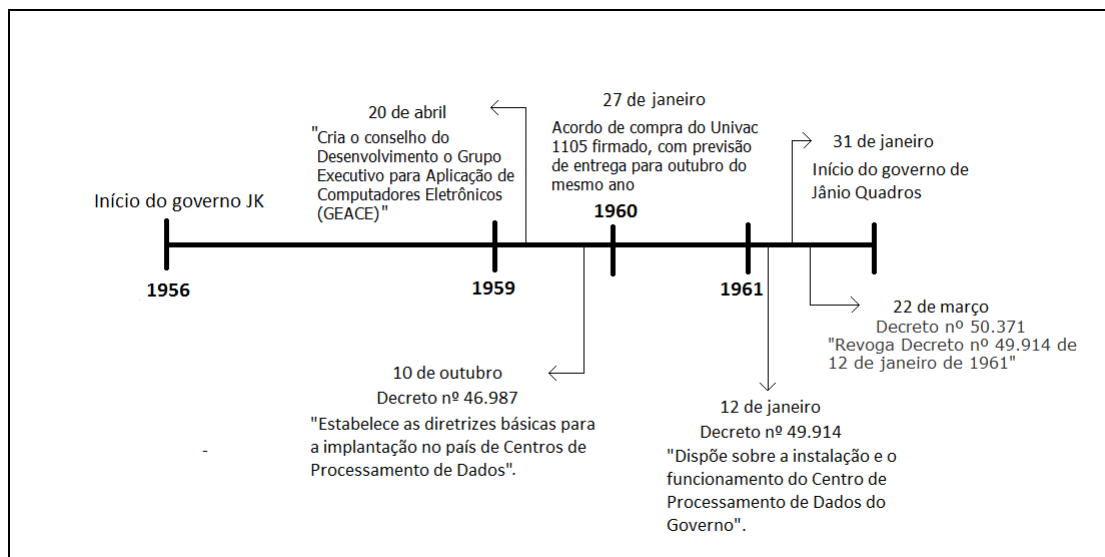 Início do governo JK
1956
20 de abril
"Cria o conselho do
Desenvolvimento o Grupo
Executivo para Aplicação de
Computadores Eletrônicos
(GEACE)"
1959
10 de outubro
Decreto nº 46.987
"Estabelece as diretrizes básicas para
a implantação no país de Centros de
Processamento de Dados".
27 de janeiro
Acordo de compra do Univac
1105 firmado, com previsão
de entrega para outubro do
mesmo ano
1960
1961
12 de janeiro
Decreto nº 49.914
"Dispõe sobre a instalação e o
funcionamento do Centro de
Processamento de Dados do
Governo".
31 de janeiro
Início do governo de
Jânio Quadros
22 de março
Decreto nº 50.371
"Revoga Decreto nº 49.914 de
12 de janeiro de 1961"